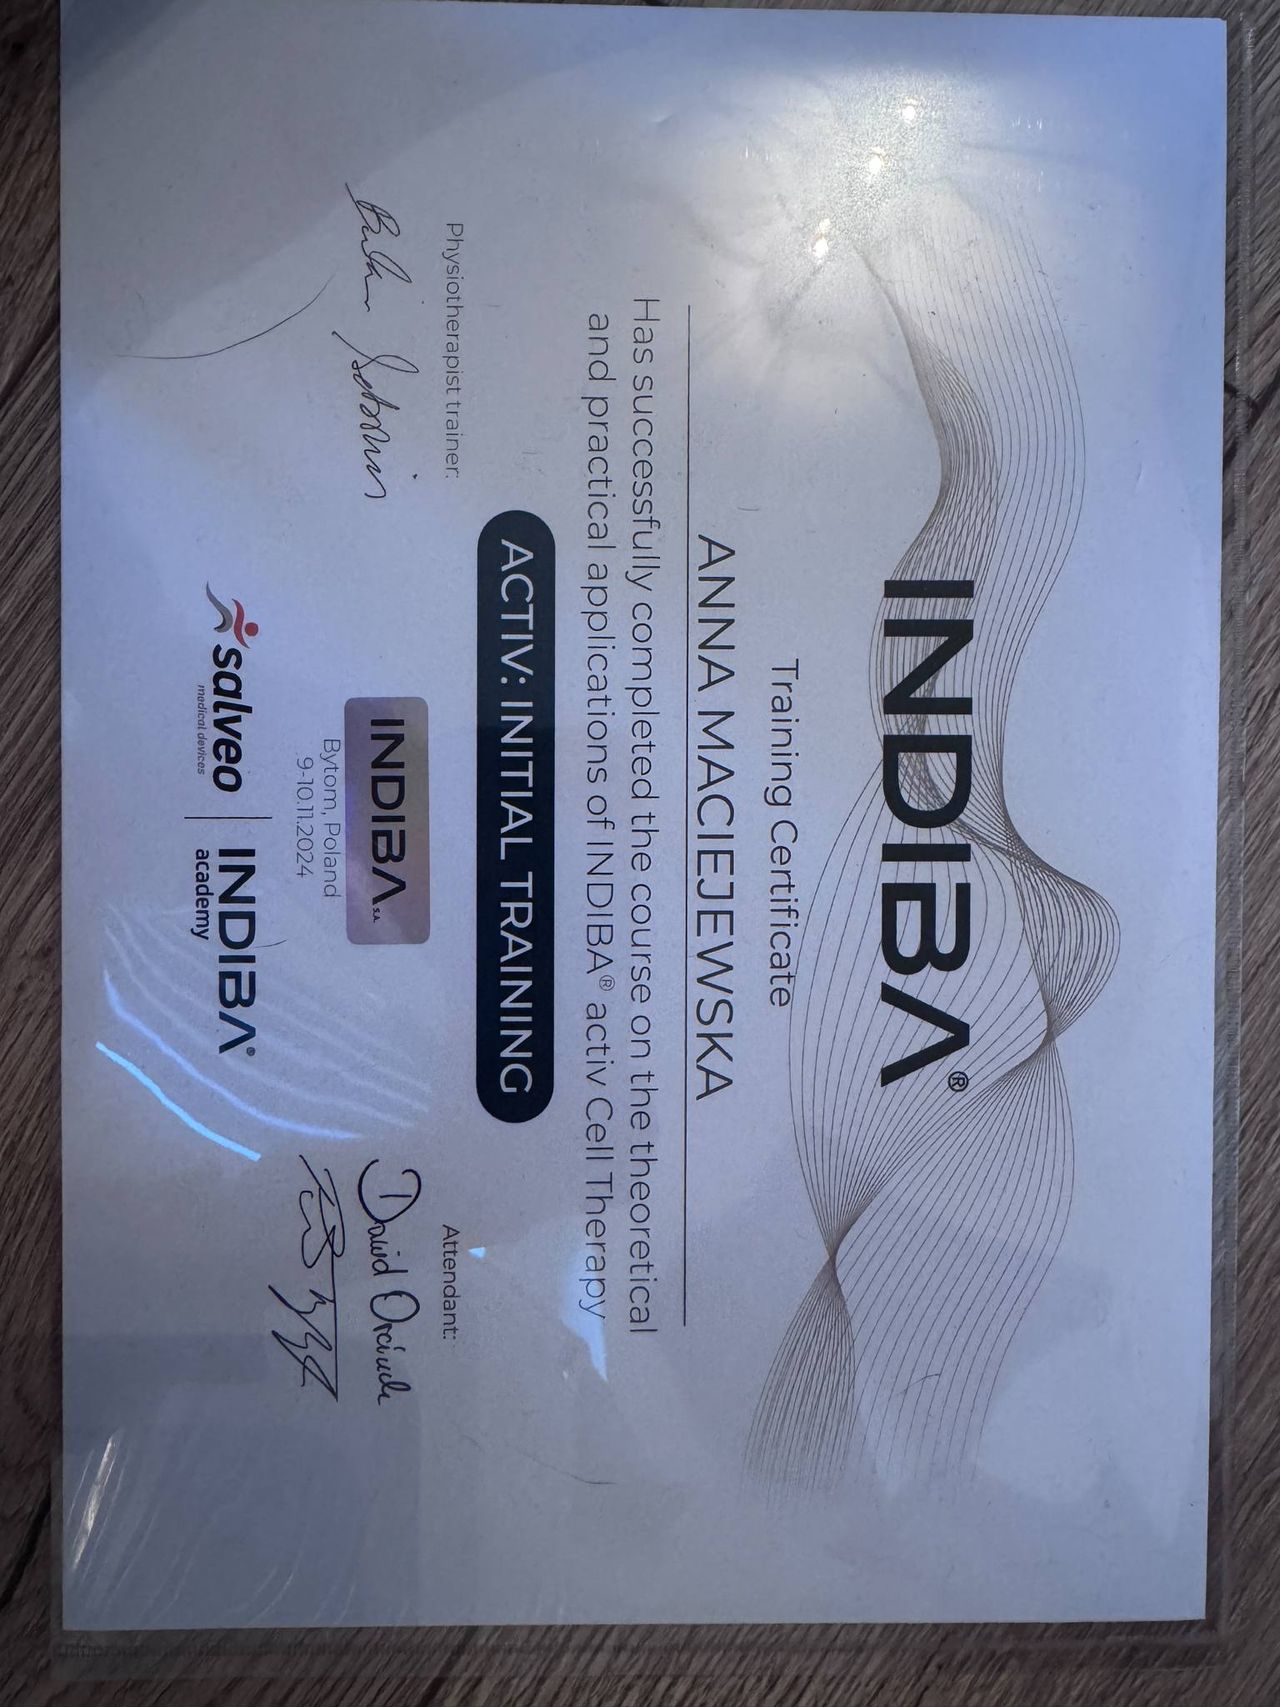 INDIBA®
Training Certificate
ANNA MACIEJEWSKA
Has successfully completed the course on the theoretical
and practical applications of INDIBA® activ Cell Therapy
ACTIV: INITIAL TRAINING
Physiotherapist trainer:
Attendant:
Dawid
INDIBA S.A.
Bytom, Poland
9-10.11.2024
salveo
medical devices
INDIBA®
academy